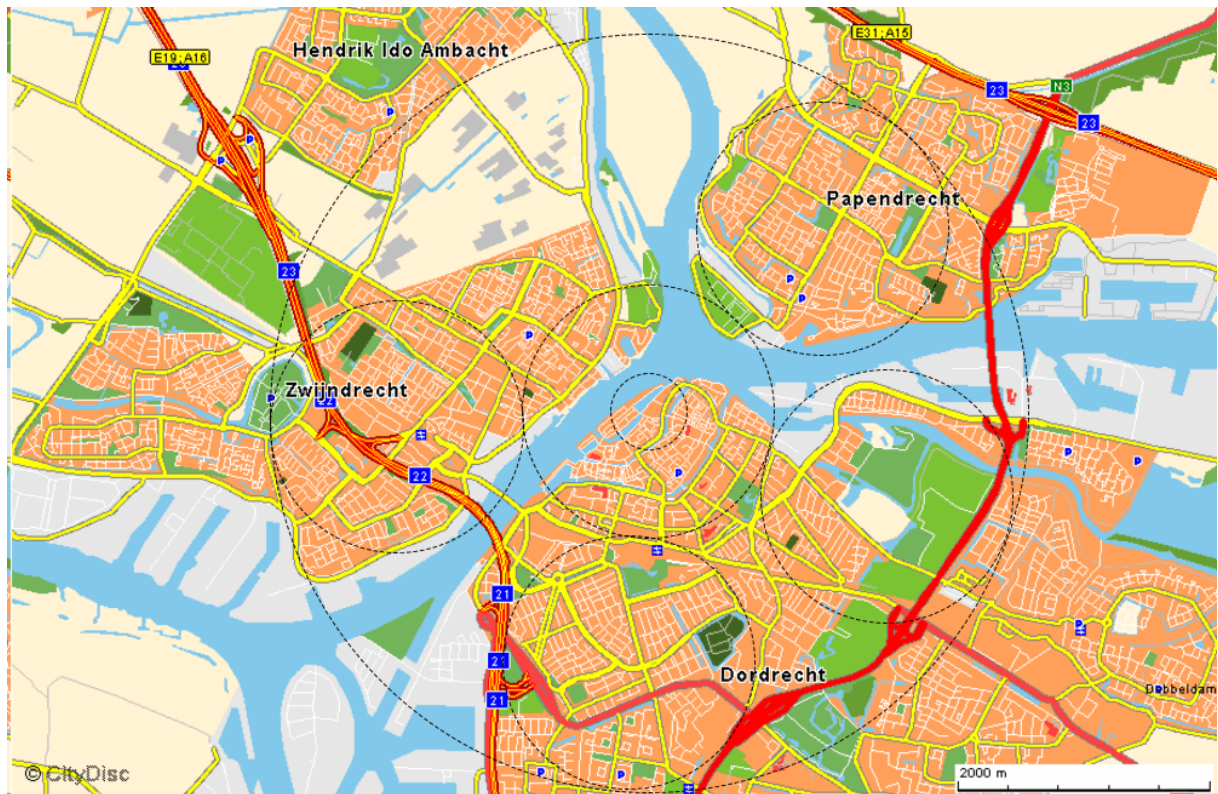 Hendrik Ido Ambacht
E31;A15
E19;A16
23
N3
23
Papendrecht
P
P
23
P
P
P
Zwijndrecht
P
22
22
P
P
P
21
P
Dordrecht
21
P
Dubbeldam
© CityDisc
P
2000 m